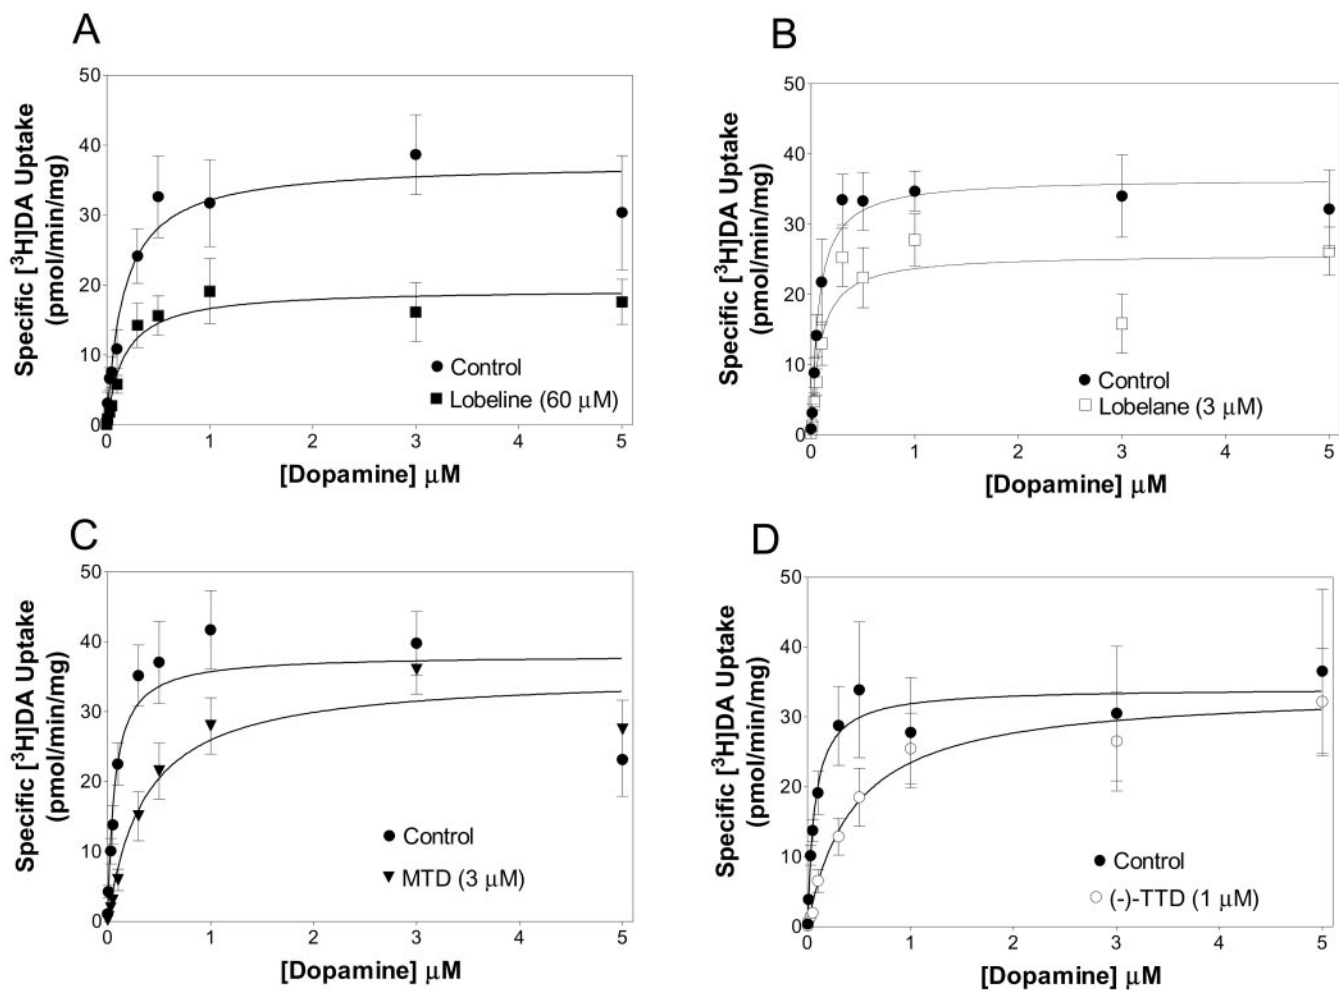 A
Specific [³H]DA Uptake
(pmol/min/mg)
50
40
30
20
10
0
Control
Lobeline (60 μM)
0 1 2 3 4 5
[Dopamine] μM
B
Specific [³H]DA Uptake
(pmol/min/mg)
50
40
30
20
10
0
Control
Lobelane (3 μM)
0 1 2 3 4 5
[Dopamine] μM
C
Specific [³H]DA Uptake
(pmol/min/mg)
50
40
30
20
10
0
Control
MTD (3 μM)
0 1 2 3 4 5
[Dopamine] μM
D
Specific [³H]DA Uptake
(pmol/min/mg)
50
40
30
20
10
0
Control
(-)-TTD (1 μM)
0 1 2 3 4 5
[Dopamine] μM